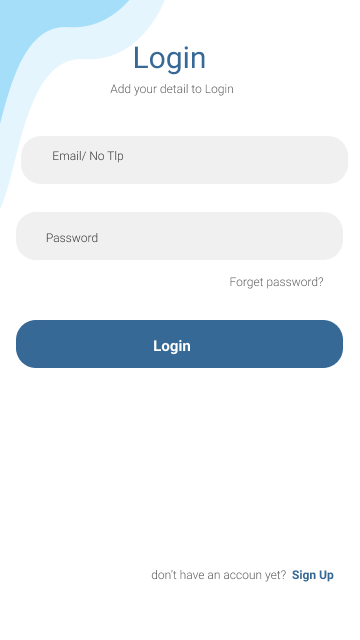 Login
Add your detail to Login
Email/ No Tlp
Password
Forget password?
Login
don't have an accoun yet? Sign Up